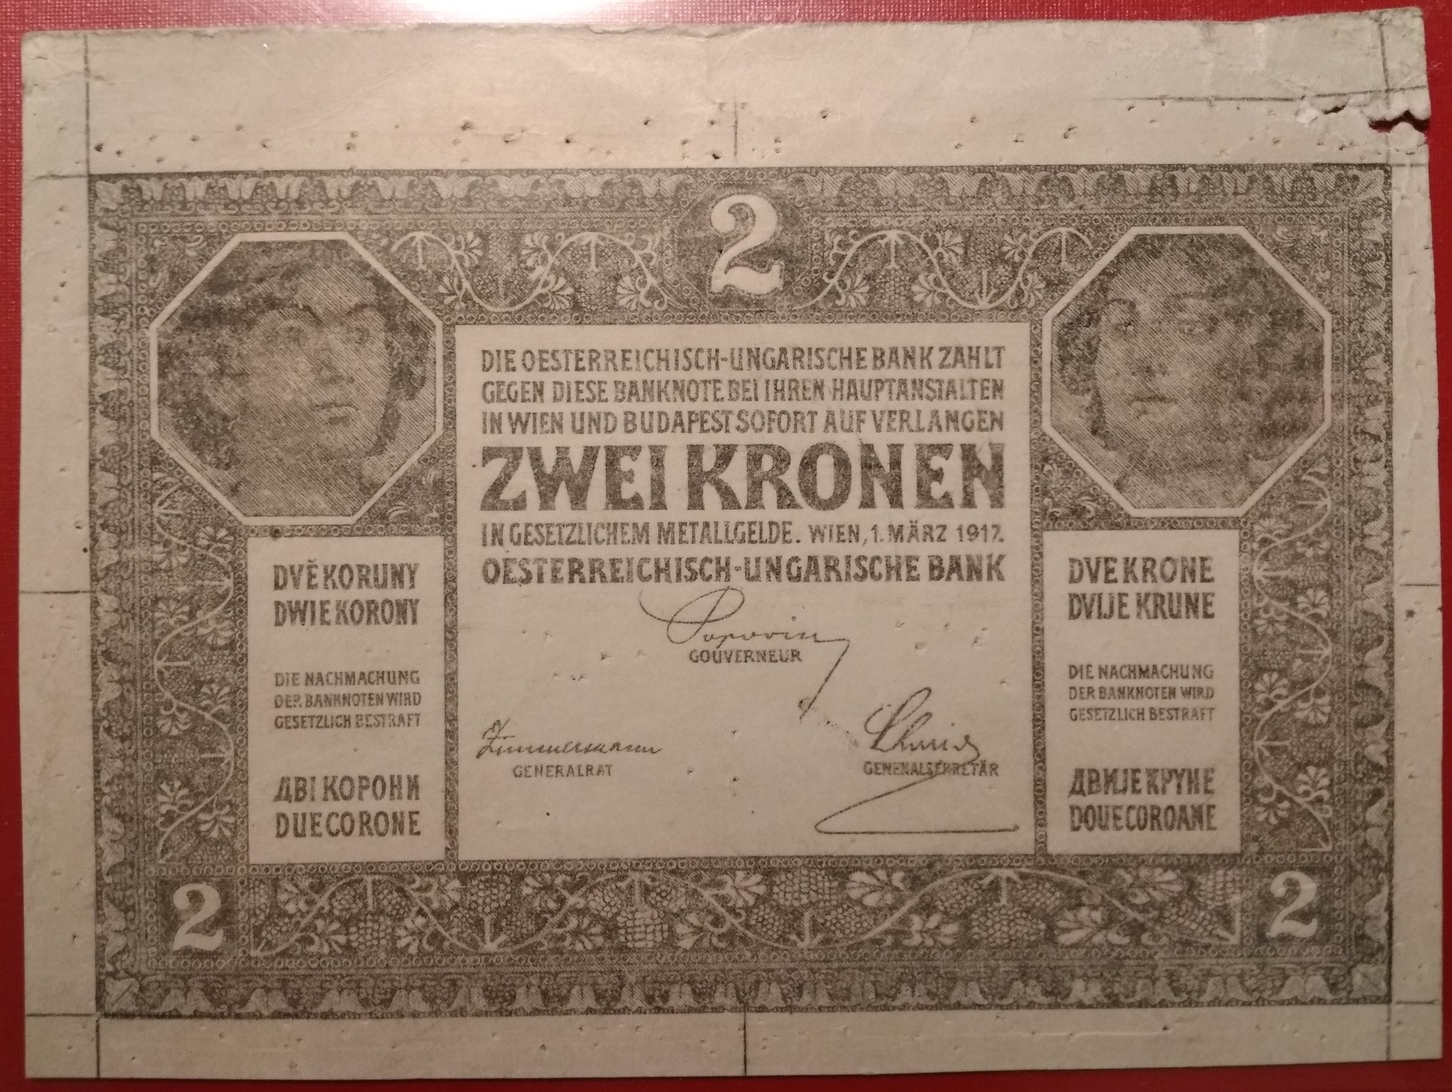 2
DIE OESTERREICHISCH-UNGARISCHE BANK ZAHLT
GEGEN DIESE BANKNOTE BEI IHREN HAUPTANSTALTEN
IN WIEN UND BUDAPEST SOFORT AUF VERLANGEN
ZWEI KRONEN
IN GESETZLICHEM METALLGELDE. WIEN, 1. MÄRZ 1917.
OESTERREICHISCH-UNGARISCHE BANK
Popovics
GOUVERNEUR
Zimmermann
GENERALRAT
GENERALSEKRETÄR
DVĚ KORUNY
DWIE KORONY
DIE NACHMACHUNG
DER BANKNOTEN WIRD
GESETZLICH BESTRAFT
ДВІ КОРОНИ
DUE CORONE
DVE KRONE
DVIJE KRUNE
DIE NACHMACHUNG
DER BANKNOTEN WIRD
GESETZLICH BESTRAFT
ДВИЈЕ КРУНЕ
DOUE COROANE
2
2